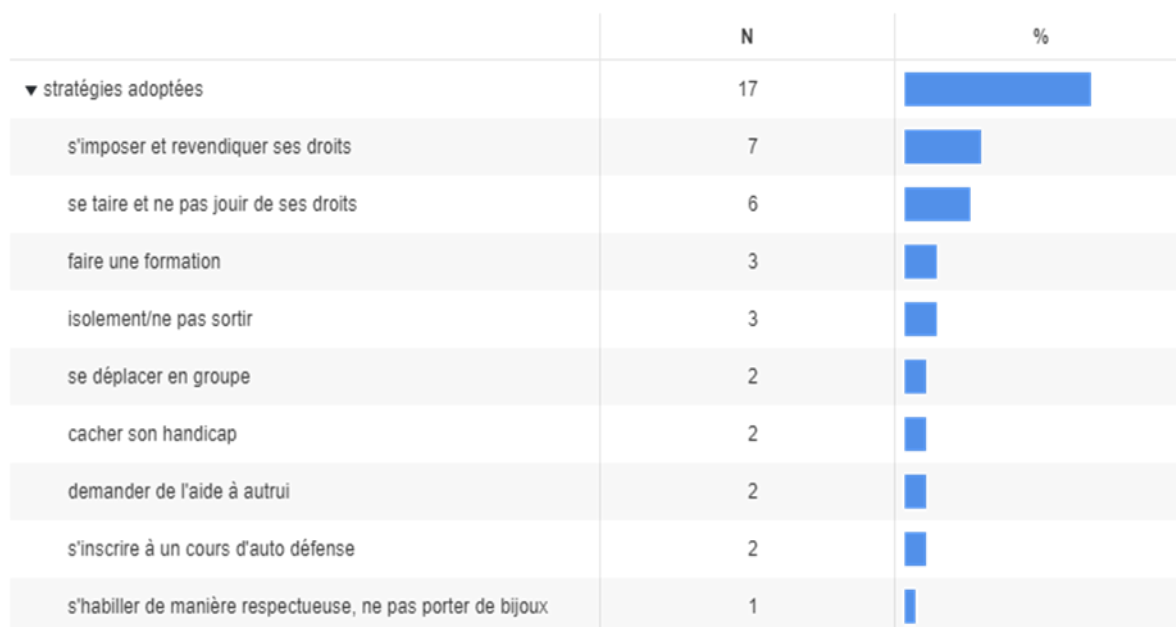 N %
▼ stratégies adoptées 17
s'imposer et revendiquer ses droits 7
se taire et ne pas jouir de ses droits 6
faire une formation 3
isolement/ne pas sortir 3
se déplacer en groupe 2
cacher son handicap 2
demander de l'aide à autrui 2
s'inscrire à un cours d'auto défense 2
s'habiller de manière respectueuse, ne pas porter de bijoux 1